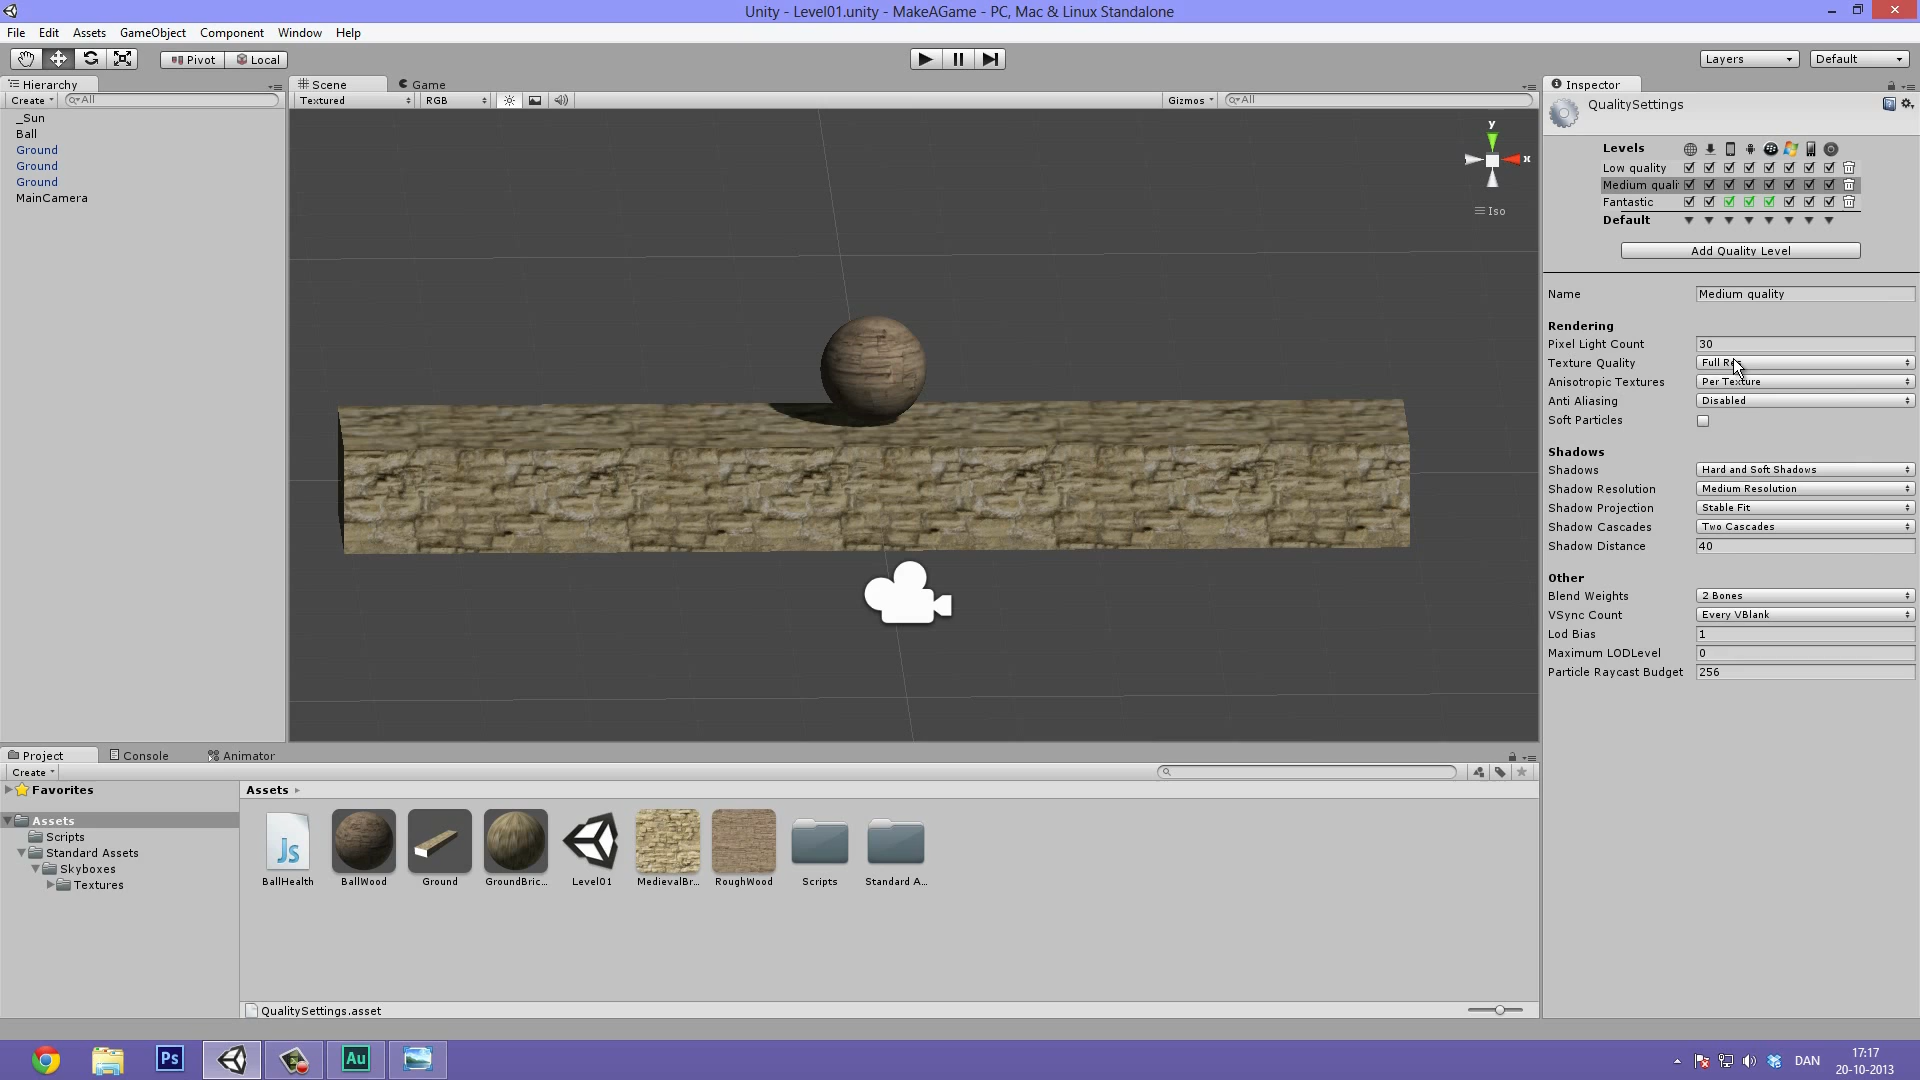 Unity - Level01.unity - MakeAGame - PC, Mac & Linux Standalone
File Edit Assets GameObject Component Window Help
Pivot Local Layers Default
Hierarchy
Create All
_Sun
Ball
Ground
Ground
Ground
MainCamera
Scene Game
Textured RGB Gizmos All
y
x
Iso
Inspector
QualitySettings
Levels
Low quality
Medium quali
Fantastic
Default
Add Quality Level
Name Medium quality
Rendering
Pixel Light Count 30
Texture Quality Full Res
Anisotropic Textures Per Texture
Anti Aliasing Disabled
Soft Particles
Shadows
Shadows Hard and Soft Shadows
Shadow Resolution Medium Resolution
Shadow Projection Stable Fit
Shadow Cascades Two Cascades
Shadow Distance 40
Other
Blend Weights 2 Bones
VSync Count Every VBlank
Lod Bias 1
Maximum LODLevel 0
Particle Raycast Budget 256
Project Console Animator
Create
Favorites
Assets
Scripts
Standard Assets
Skyboxes
Textures
Assets
Js
BallHealth BallWood Ground GroundBric... Level01 MedievalBr... RoughWood Scripts Standard A...
QualitySettings.asset
Ps Au DAN 17:17
20-10-2013